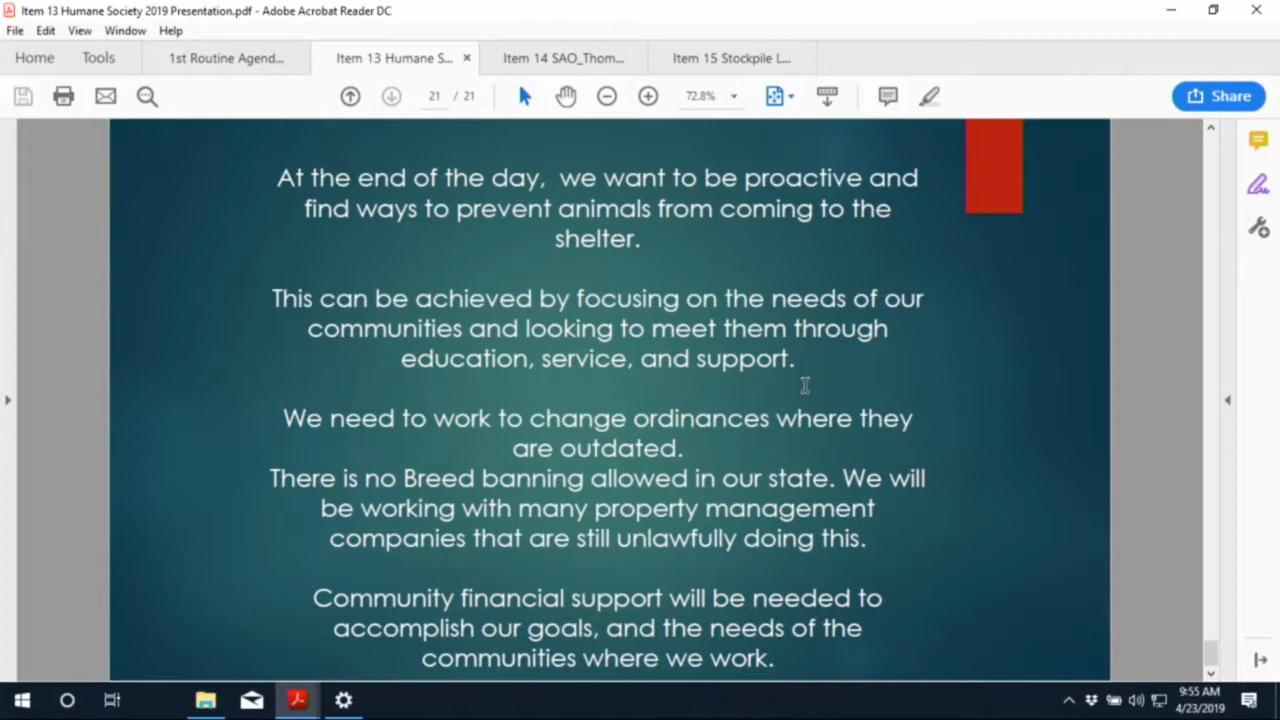 Item 13 Humane Society 2019 Presentation.pdf - Adobe Acrobat Reader DC
File Edit View Window Help
Home Tools 1st Routine Agend... Item 13 Humane S... Item 14 SAO_Thom... Item 15 Stockpile L...
21 / 21 72.8% Share
At the end of the day, we want to be proactive and
find ways to prevent animals from coming to the
shelter.
This can be achieved by focusing on the needs of our
communities and looking to meet them through
education, service, and support.
We need to work to change ordinances where they
are outdated.
There is no Breed banning allowed in our state. We will
be working with many property management
companies that are still unlawfully doing this.
Community financial support will be needed to
accomplish our goals, and the needs of the
communities where we work.
9:55 AM
4/23/2019